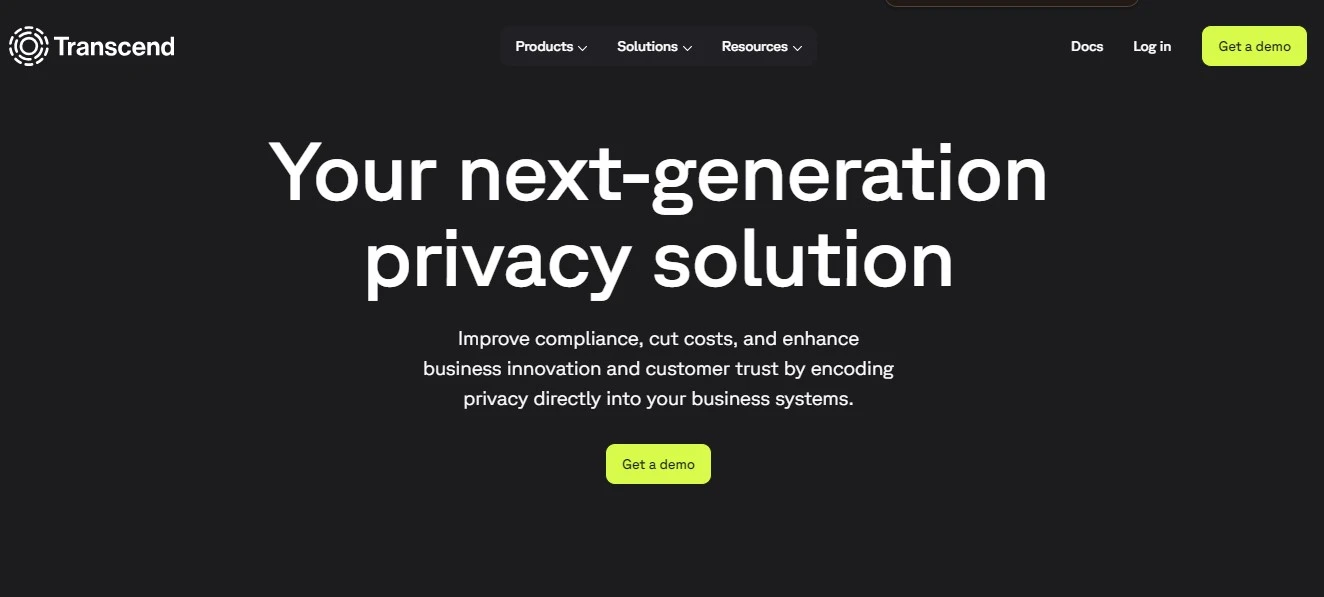 Transcend
Products
Solutions
Resources
Docs
Log in
Get a demo
Your next-generation
privacy solution
Improve compliance, cut costs, and enhance
business innovation and customer trust by encoding
privacy directly into your business systems.
Get a demo